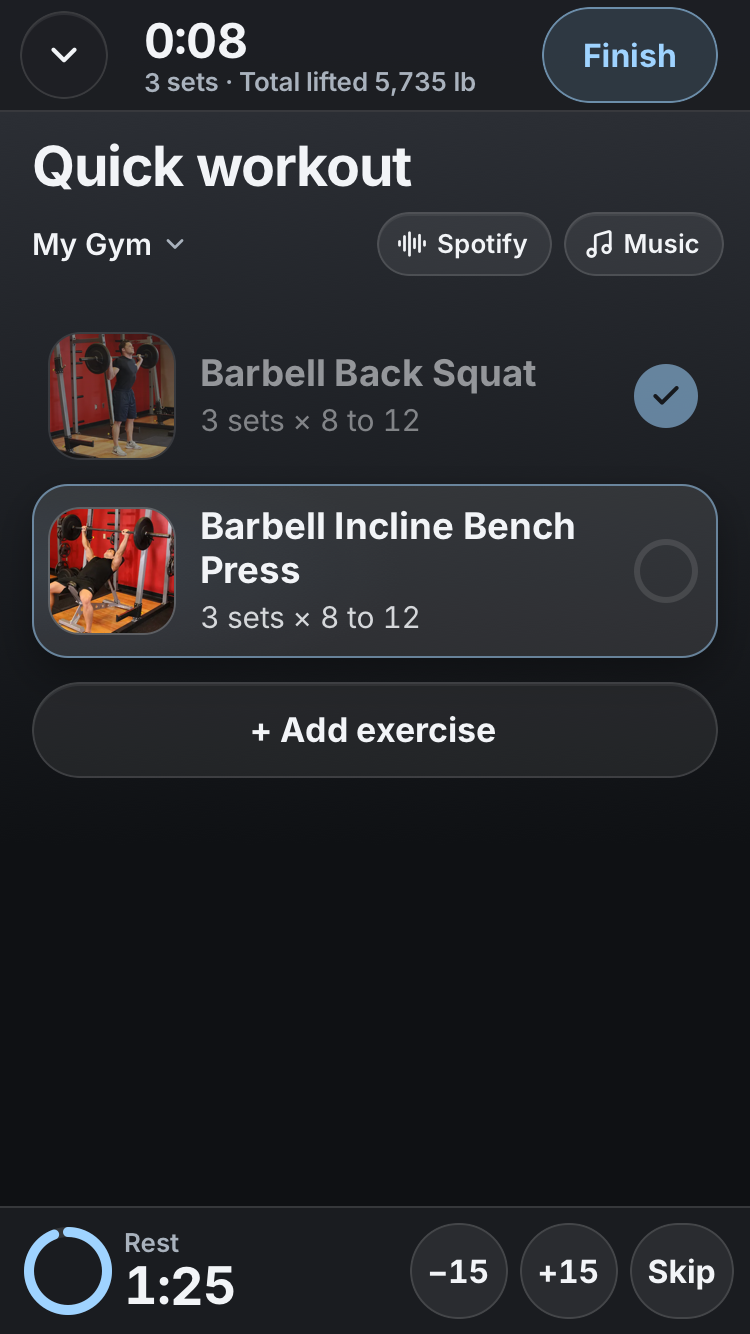 0:08
3 sets · Total lifted 5,735 lb
Finish
Quick workout
My Gym
Spotify
Music
Barbell Back Squat
3 sets × 8 to 12
Barbell Incline Bench
Press
3 sets × 8 to 12
+ Add exercise
Rest
1:25
−15
+15
Skip